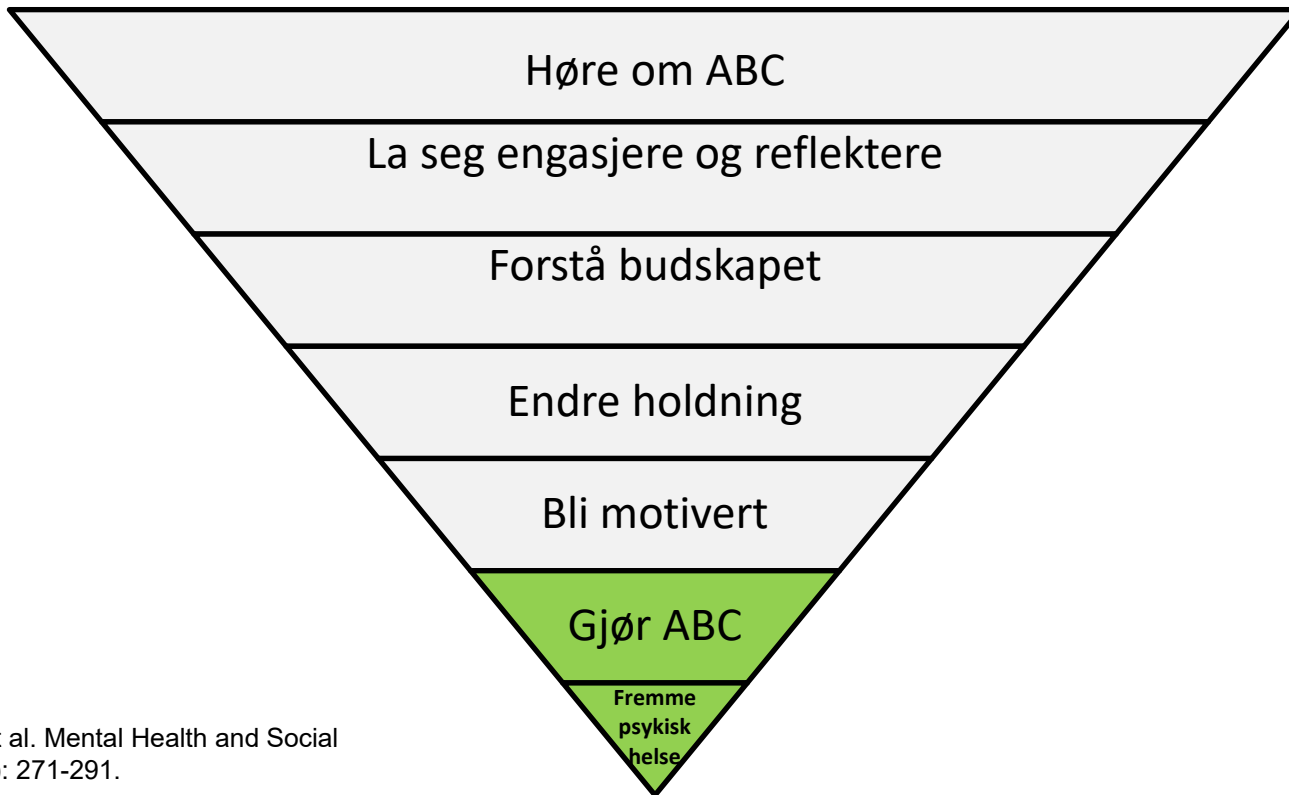 Høre om ABC
La seg engasjere og reflektere
Forstå budskapet
Endre holdning
Bli motivert
Gjør ABC
Fremme
psykisk
helse
al. Mental Health and Social
: 271-291.